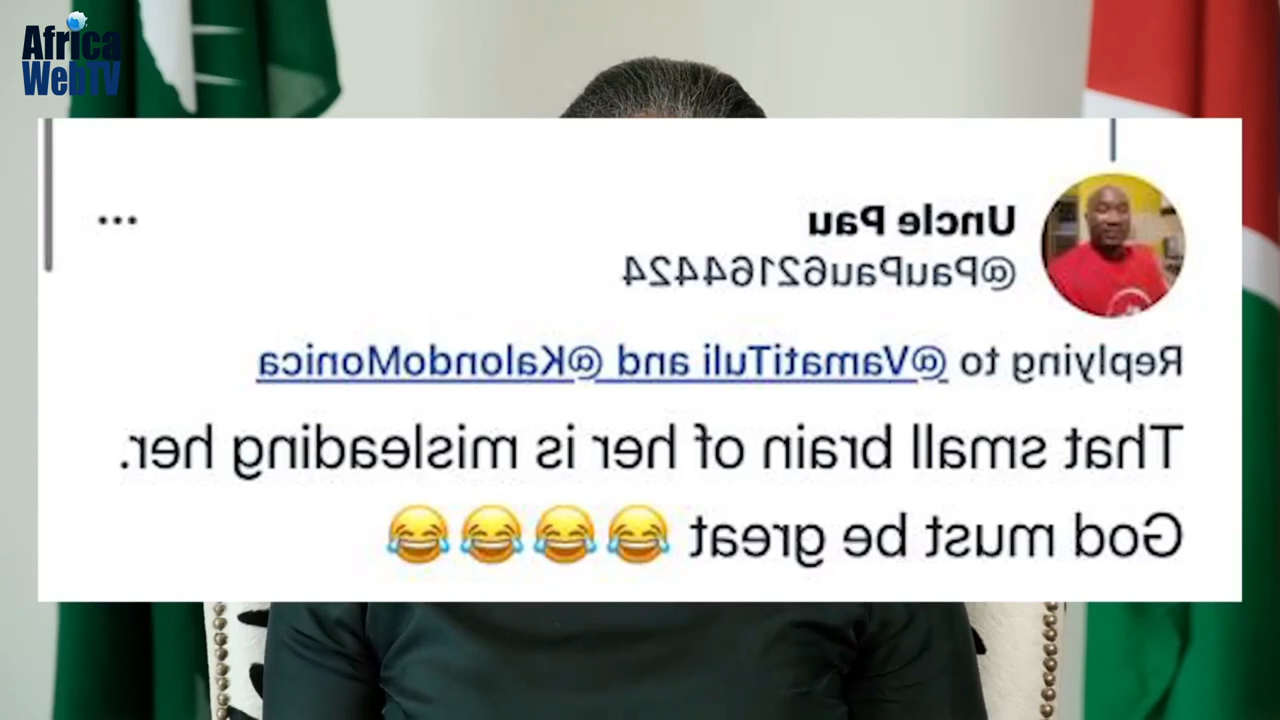 Africa
WebTV
Uncle Pau
@PauPau62164424
Replying to @VamatiTuli and @KalondoMonica
That small brain of her is misleading her.
God must be great 😂😂😂😂